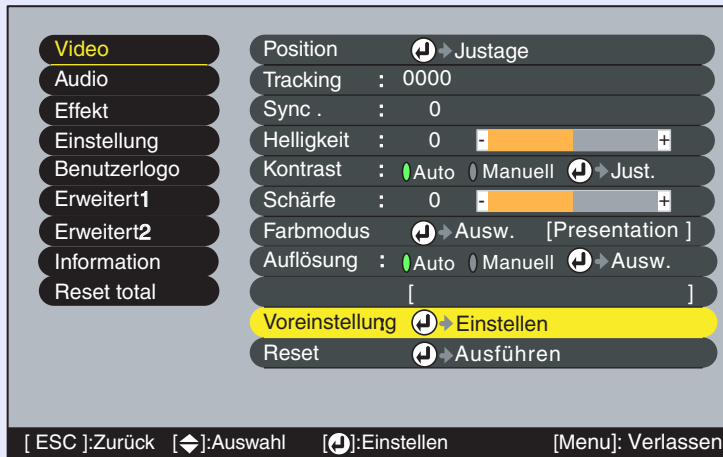 Video
Audio
Effekt
Einstellung
Benutzerlogo
Erweitert1
Erweitert2
Information
Reset total
Position Justage
Tracking : 0000
Sync . : 0
Helligkeit : 0 - +
Kontrast : Auto Manuell Just.
Schärfe : 0 - +
Farbmodus Ausw. [Presentation ]
Auflösung : Auto Manuell Ausw.
[ ]
Voreinstellung: Einstellen
Reset Ausführen
[ ESC ]:Zurück [ ]:Auswahl [ ]:Einstellen [Menu]: Verlassen